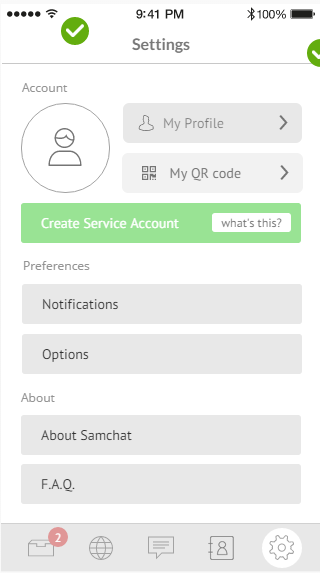 9:41 PM
100%
Settings
Account
My Profile
My QR code
Create Service Account
what's this?
Preferences
Notifications
Options
About
About Samchat
F.A.Q.
2